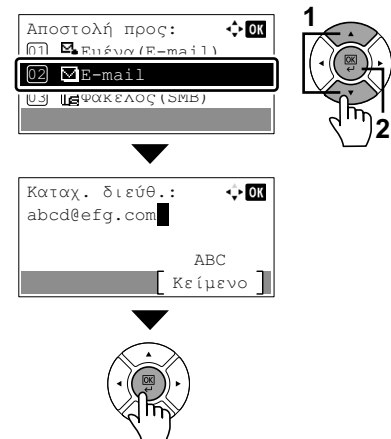 Αποστολή προς: OK
01 Εμένα(E-mail)
02 E-mail
03 Φάκελος(SMB)
1
OK
2
Καταχ. διεύθ.: OK
abcd@efg.com
ABC
[ Κείμενο ]
OK